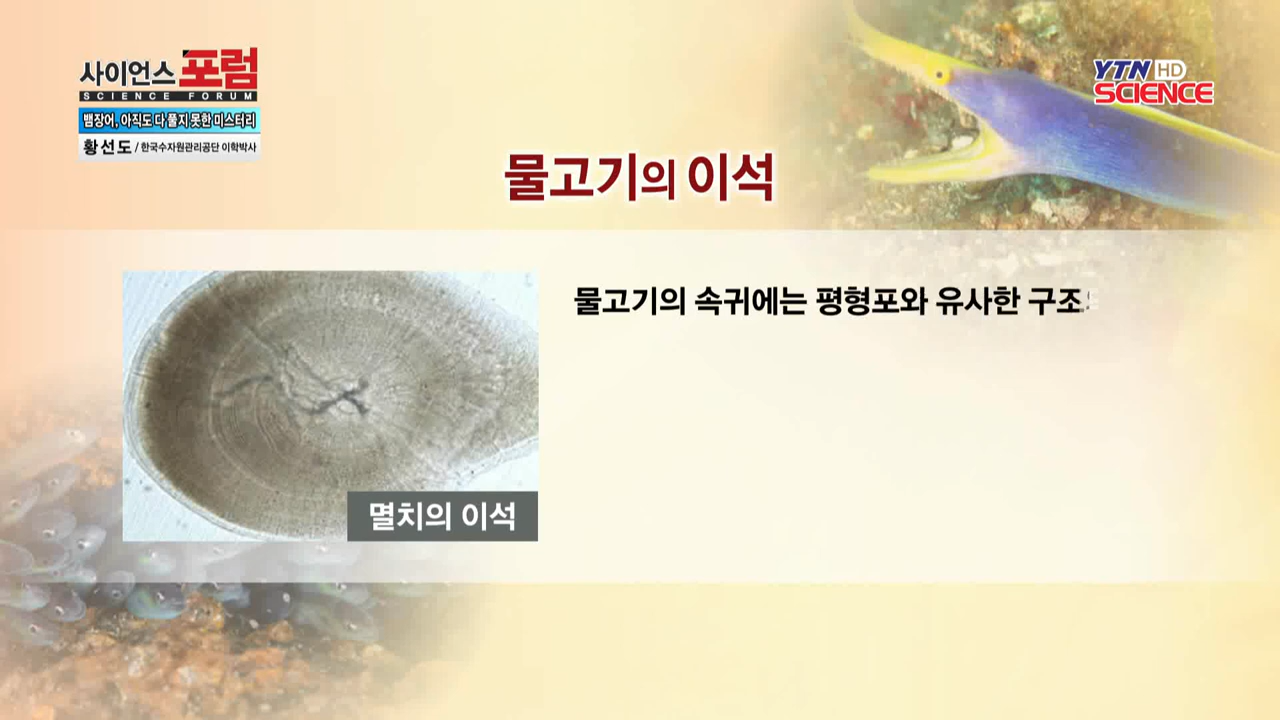 사이언스 포럼
SCIENCE FORUM
뱀장어, 아직도 다 풀지 못한 미스터리
황선도 / 한국수자원관리공단 이학박사
YTN HD
SCIENCE
물고기의 이석
물고기의 속귀에는 평형포와 유사한 구조
멸치의 이석